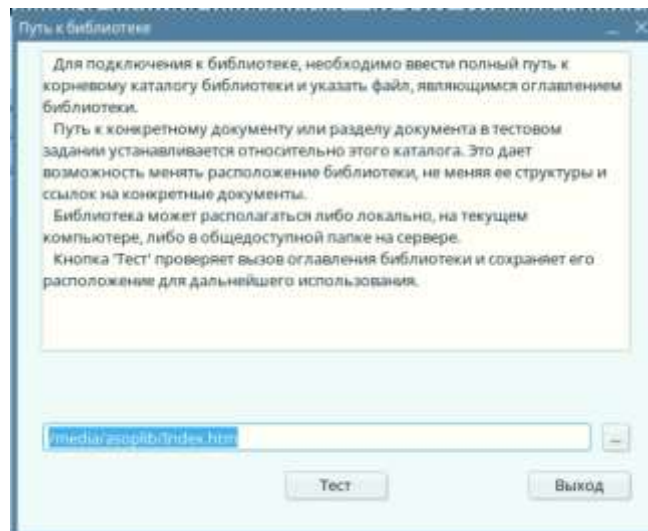 Путь к библиотеке
Для подключения к библиотеке, необходимо ввести полный путь к
корневому каталогу библиотеки и указать файл, являющимся оглавлением
библиотеки.
Путь к конкретному документу или разделу документа в тестовом
задании устанавливается относительно этого каталога. Это дает
возможность менять расположение библиотеки, не меняя ее структуры и
ссылок на конкретные документы.
Библиотека может располагаться либо локально, на текущем
компьютере, либо в общедоступной папке на сервере.
Кнопка 'Тест' проверяет вызов оглавления библиотеки и сохраняет его
расположение для дальнейшего использования.
/media/asoplib/Index.htm
...
Тест
Выход